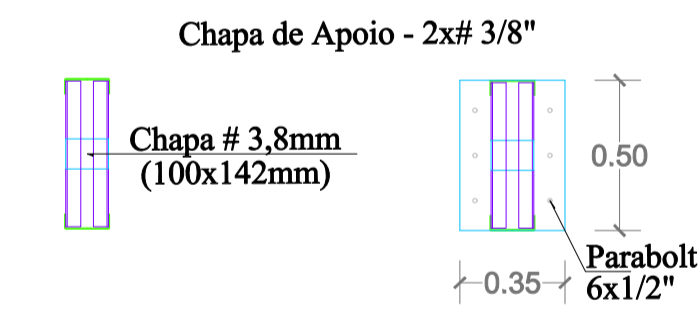 Chapa de Apoio - 2x# 3/8"
Chapa # 3,8mm
(100x142mm)
0.50
Parabolt
6x1/2"
0.35